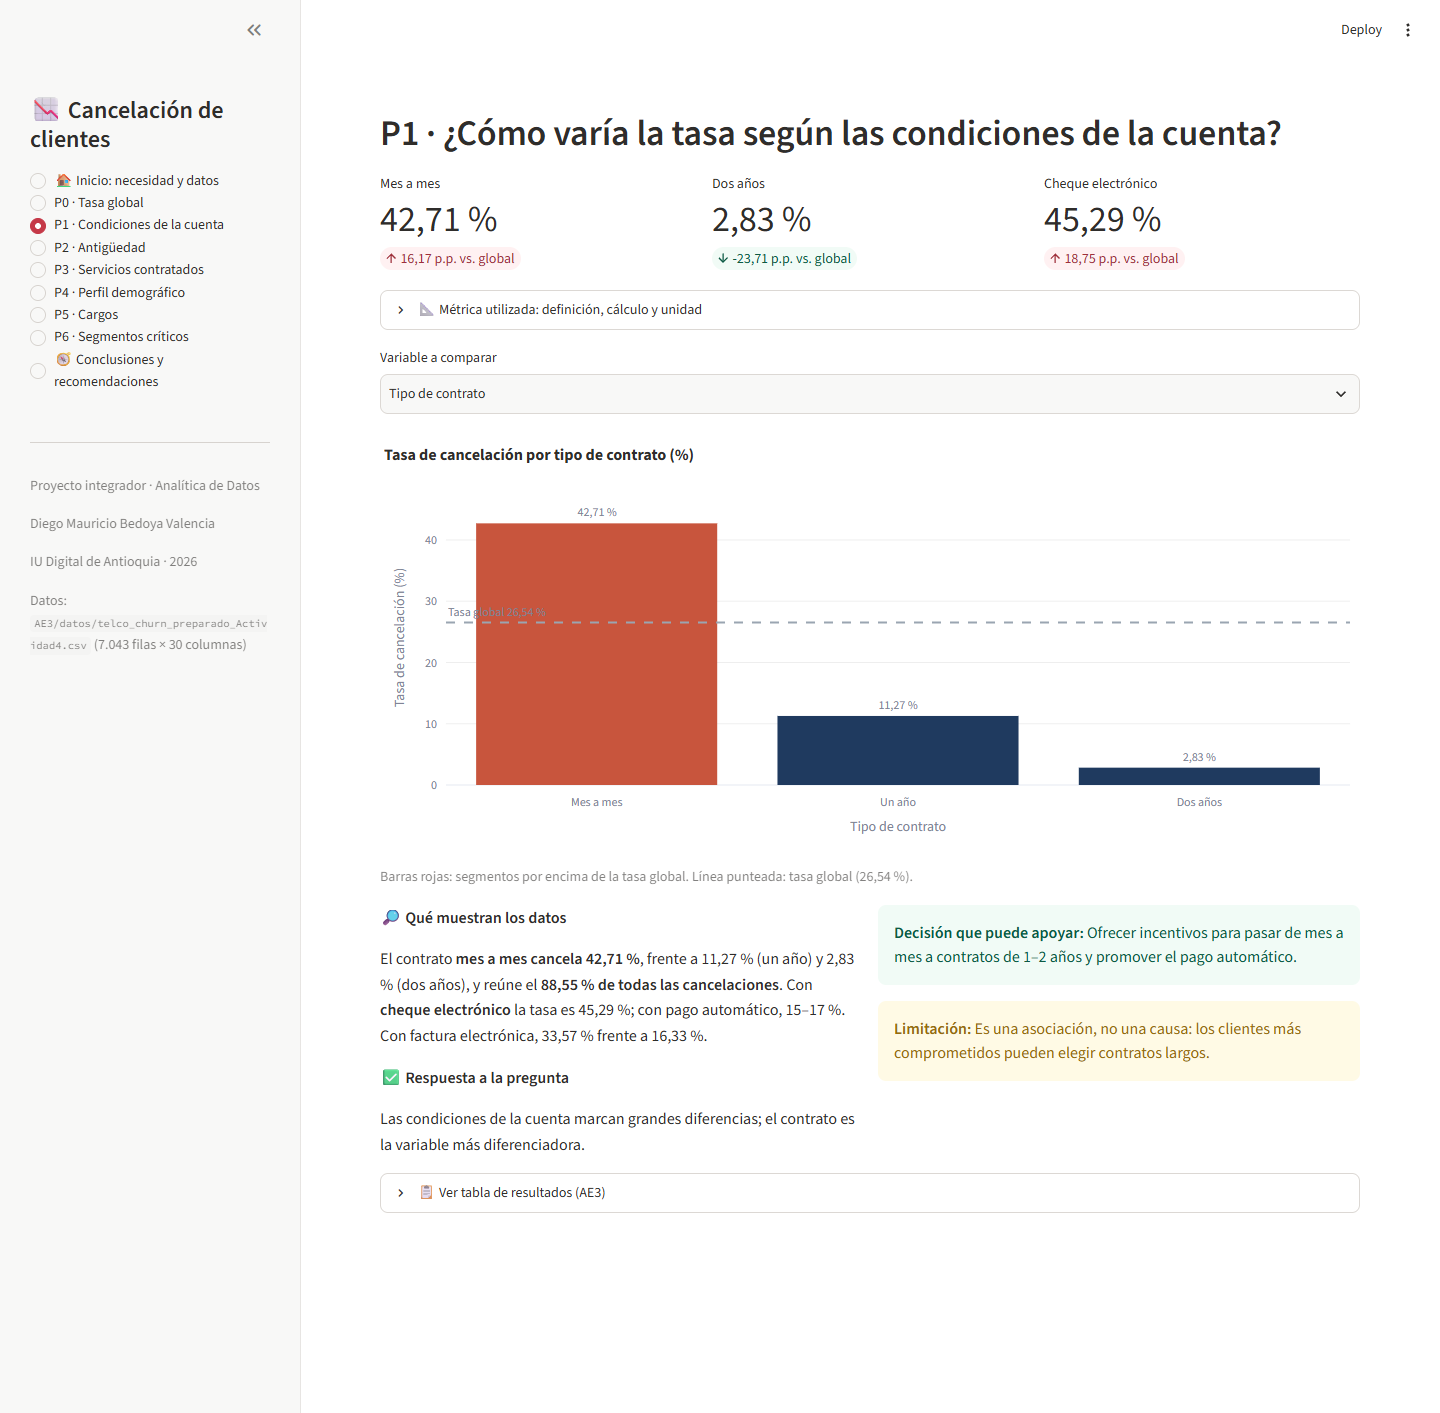 Deploy
Cancelación de
clientes
Inicio: necesidad y datos
P0 · Tasa global
P1 · Condiciones de la cuenta
P2 · Antigüedad
P3 · Servicios contratados
P4 · Perfil demográfico
P5 · Cargos
P6 · Segmentos críticos
Conclusiones y
recomendaciones
Proyecto integrador · Analítica de Datos
Diego Mauricio Bedoya Valencia
IU Digital de Antioquia · 2026
Datos:
AE3/datos/telco_churn_preparado_Activ
idad4.csv (7.043 filas × 30 columnas)
P1 · ¿Cómo varía la tasa según las condiciones de la cuenta?
Mes a mes
42,71 %
↑ 16,17 p.p. vs. global
Dos años
2,83 %
↓ -23,71 p.p. vs. global
Cheque electrónico
45,29 %
↑ 18,75 p.p. vs. global
Métrica utilizada: definición, cálculo y unidad
Variable a comparar
Tipo de contrato
Tasa de cancelación por tipo de contrato (%)
Tasa de cancelación (%)
40
30
20
10
0
Tasa global 26,54 %
42,71 %
11,27 %
2,83 %
Mes a mes
Un año
Dos años
Tipo de contrato
Barras rojas: segmentos por encima de la tasa global. Línea punteada: tasa global (26,54 %).
Qué muestran los datos
El contrato mes a mes cancela 42,71 %, frente a 11,27 % (un año) y 2,83
% (dos años), y reúne el 88,55 % de todas las cancelaciones. Con
cheque electrónico la tasa es 45,29 %; con pago automático, 15–17 %.
Con factura electrónica, 33,57 % frente a 16,33 %.
Respuesta a la pregunta
Las condiciones de la cuenta marcan grandes diferencias; el contrato es
la variable más diferenciadora.
Decisión que puede apoyar: Ofrecer incentivos para pasar de mes a
mes a contratos de 1–2 años y promover el pago automático.
Limitación: Es una asociación, no una causa: los clientes más
comprometidos pueden elegir contratos largos.
Ver tabla de resultados (AE3)